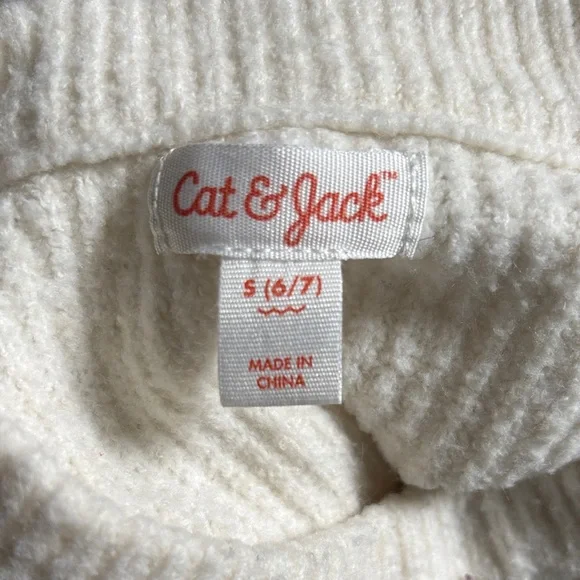 Cat & Jack™
S (6/7)
MADE IN
CHINA